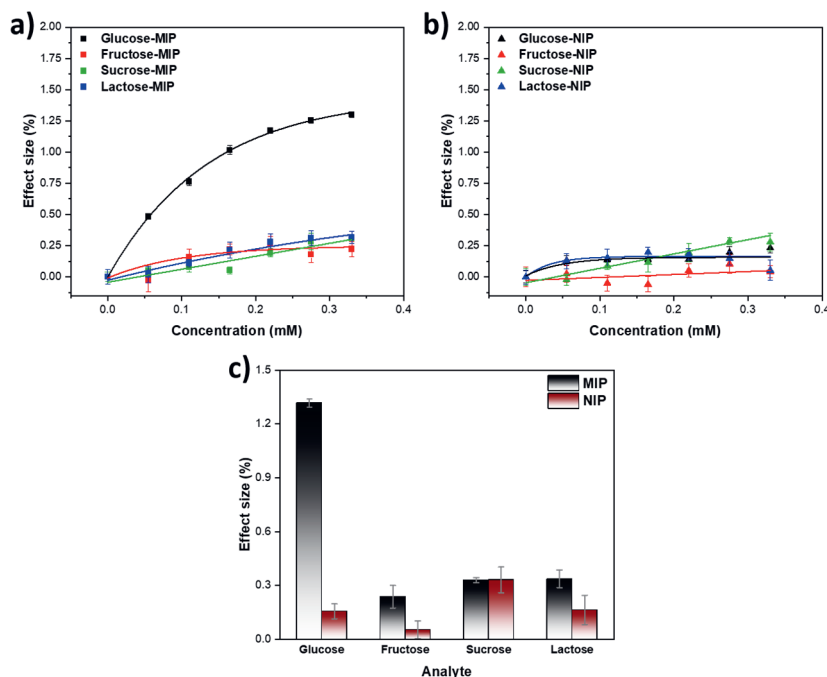 a)
Glucose-MIP
Fructose-MIP
Sucrose-MIP
Lactose-MIP
2.00
1.75
1.50
1.25
1.00
0.75
0.50
0.25
0.00
Effect size (%)
0.0 0.1 0.2 0.3 0.4
Concentration (mM)
b)
Glucose-NIP
Fructose-NIP
Sucrose-NIP
Lactose-NIP
2.00
1.75
1.50
1.25
1.00
0.75
0.50
0.25
0.00
Effect size (%)
0.0 0.1 0.2 0.3 0.4
Concentration (mM)
c)
MIP
NIP
1.5
1.2
0.9
0.6
0.3
0.0
Effect size (%)
Glucose Fructose Sucrose Lactose
Analyte